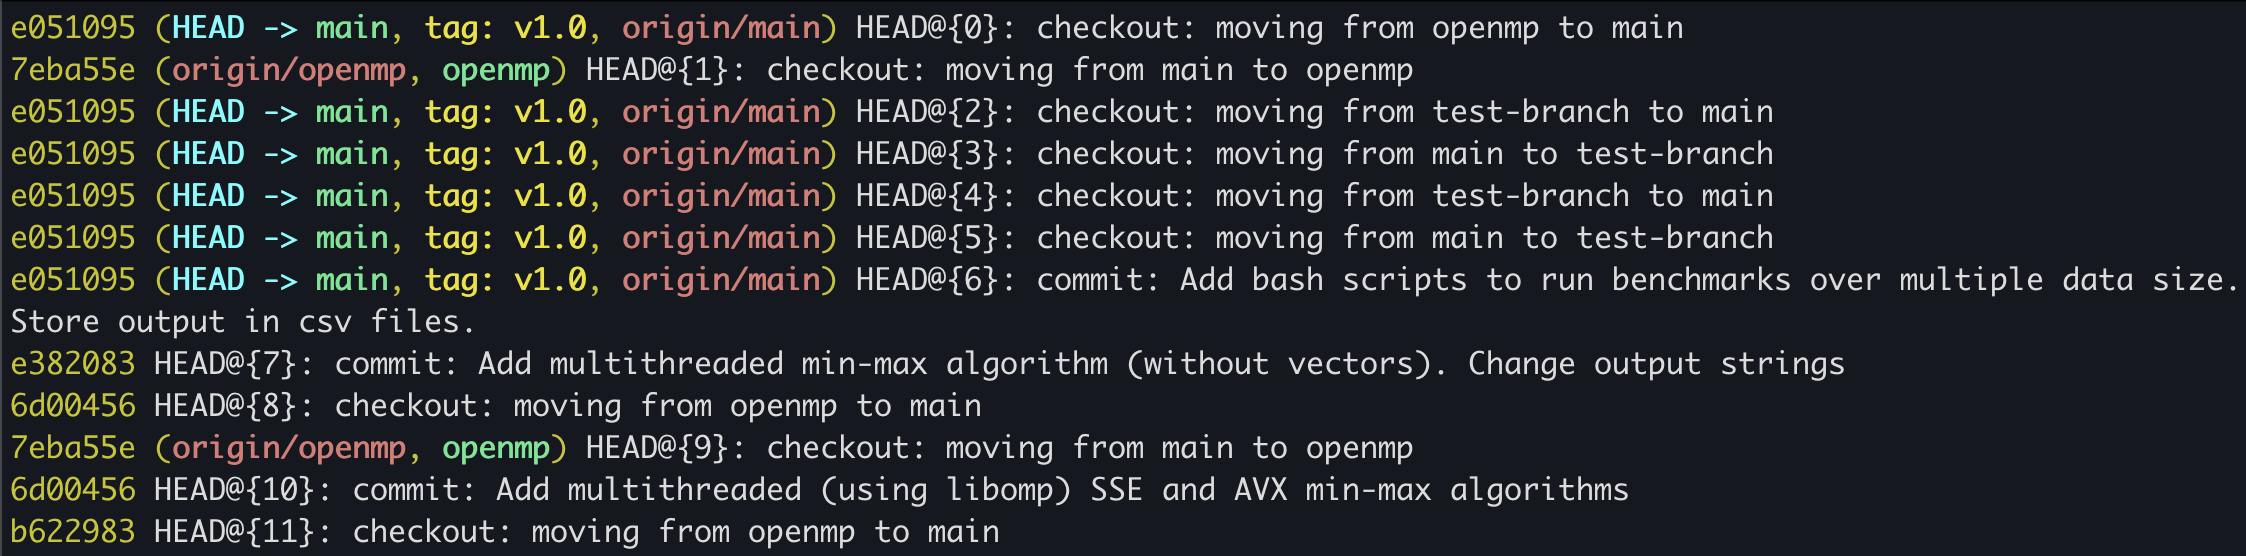 e051095 (HEAD -> main, tag: v1.0, origin/main) HEAD@{0}: checkout: moving from openmp to main
7eba55e (origin/openmp, openmp) HEAD@{1}: checkout: moving from main to openmp
e051095 (HEAD -> main, tag: v1.0, origin/main) HEAD@{2}: checkout: moving from test-branch to main
e051095 (HEAD -> main, tag: v1.0, origin/main) HEAD@{3}: checkout: moving from main to test-branch
e051095 (HEAD -> main, tag: v1.0, origin/main) HEAD@{4}: checkout: moving from test-branch to main
e051095 (HEAD -> main, tag: v1.0, origin/main) HEAD@{5}: checkout: moving from main to test-branch
e051095 (HEAD -> main, tag: v1.0, origin/main) HEAD@{6}: commit: Add bash scripts to run benchmarks over multiple data size.
Store output in csv files.
e382083 HEAD@{7}: commit: Add multithreaded min-max algorithm (without vectors). Change output strings
6d00456 HEAD@{8}: checkout: moving from openmp to main
7eba55e (origin/openmp, openmp) HEAD@{9}: checkout: moving from main to openmp
6d00456 HEAD@{10}: commit: Add multithreaded (using libomp) SSE and AVX min-max algorithms
b622983 HEAD@{11}: checkout: moving from openmp to main